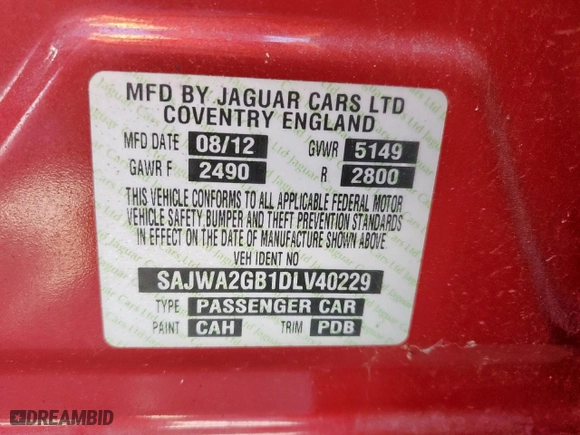 MFD BY JAGUAR CARS LTD
COVENTRY ENGLAND
MFD DATE 08/12 GVWR 5149
GAWR F 2490 R 2800
THIS VEHICLE CONFORMS TO ALL APPLICABLE FEDERAL MOTOR
VEHICLE SAFETY, BUMPER AND THEFT PREVENTION STANDARDS
IN EFFECT ON THE DATE OF MANUFACTURE SHOWN ABOVE.
VEH IDENT NO
SAJWA2GB1DLV40229
TYPE PASSENGER CAR
PAINT CAH TRIM PDB
DREAMBID